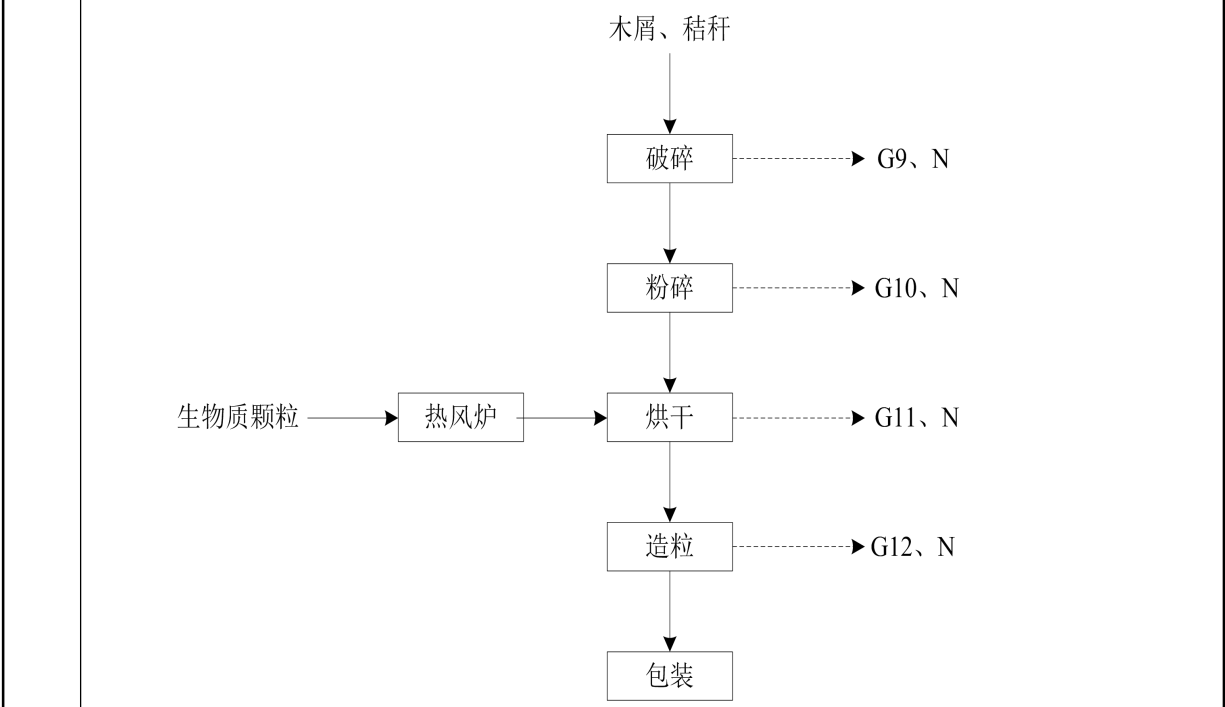 木屑、秸秆
破碎
G9、N
粉碎
G10、N
生物质颗粒
热风炉
烘干
G11、N
造粒
G12、N
包装